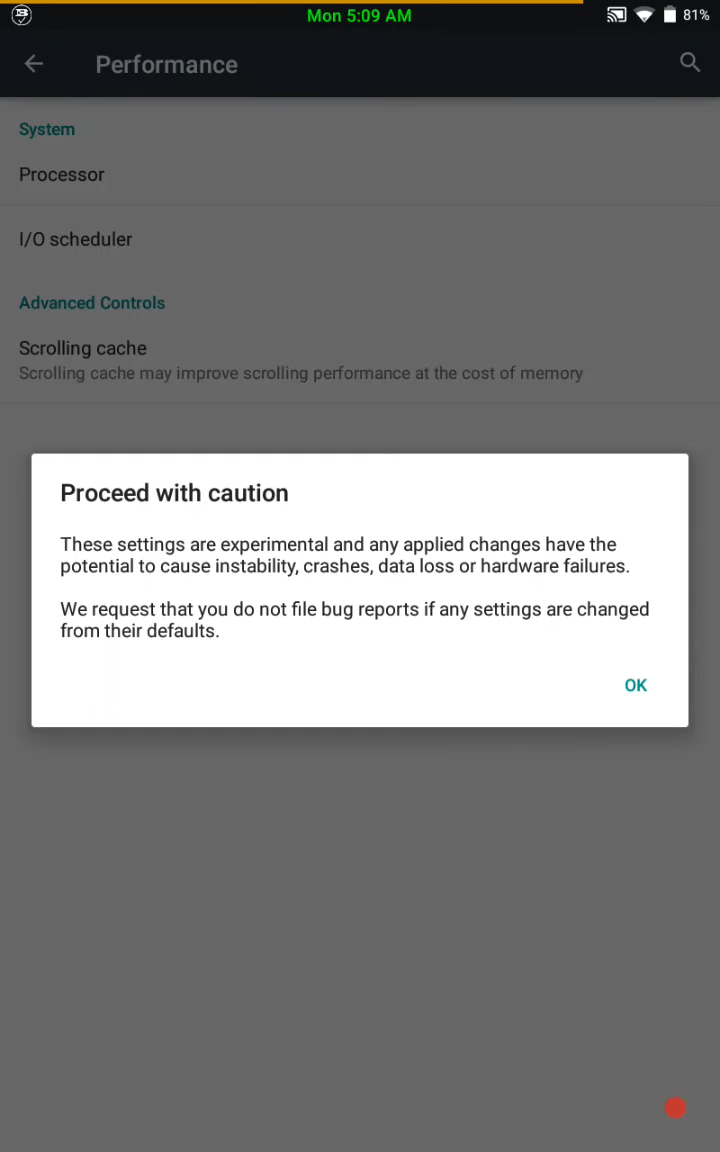 Mon 5:09 AM
81%
Performance
System
Processor
I/O scheduler
Advanced Controls
Scrolling cache
Scrolling cache may improve scrolling performance at the cost of memory
Proceed with caution
These settings are experimental and any applied changes have the
potential to cause instability, crashes, data loss or hardware failures.
We request that you do not file bug reports if any settings are changed
from their defaults.
OK